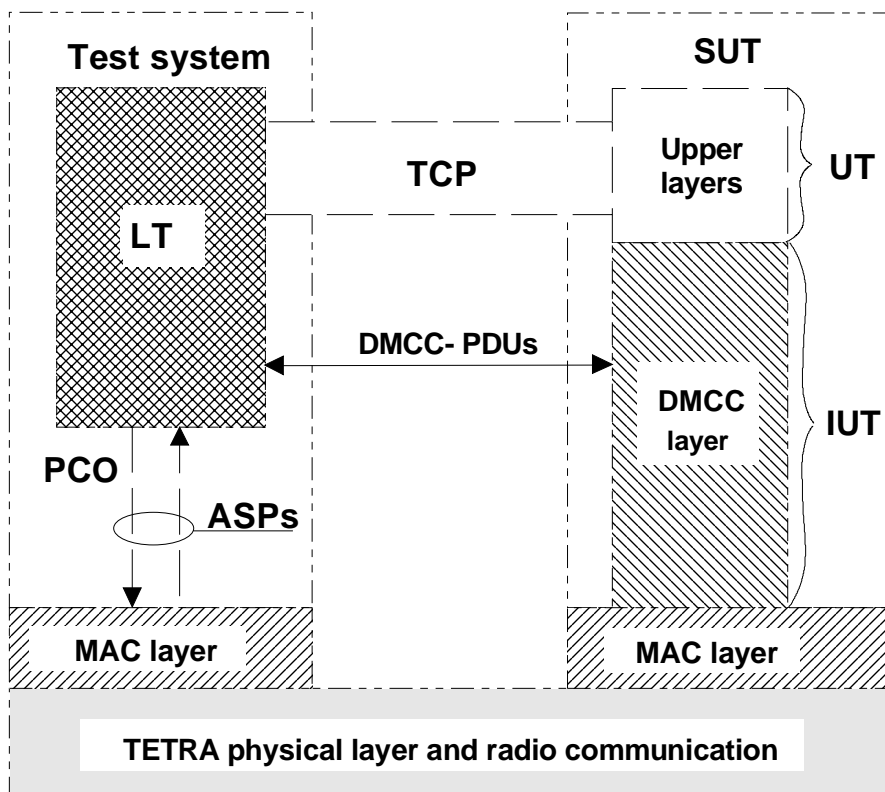 Test system
SUT
Upper
layers
UT
TCP
LT
DMCC- PDUs
DMCC
layer
IUT
PCO
ASPs
MAC layer
MAC layer
TETRA physical layer and radio communication